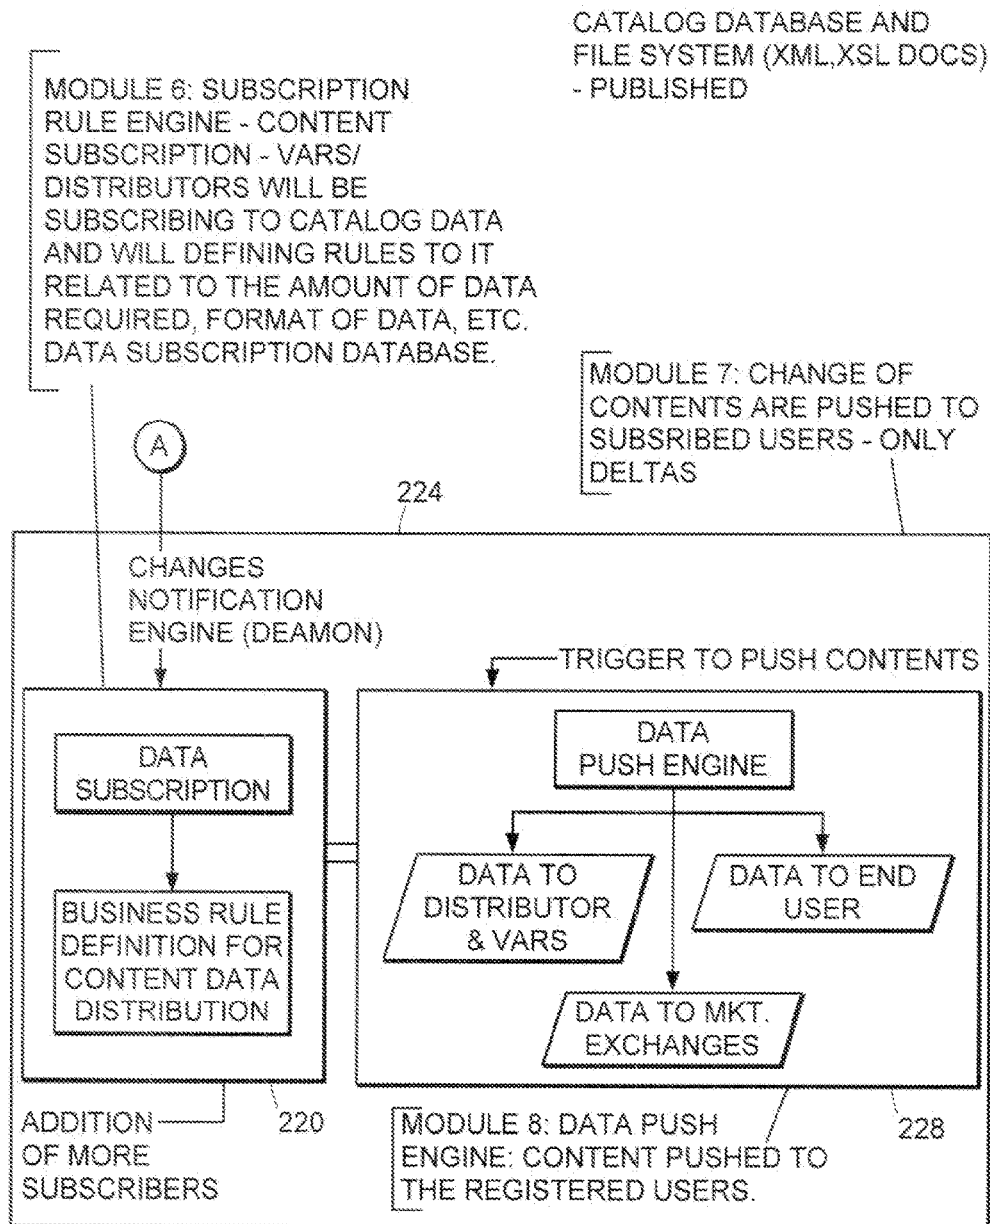 CATALOG DATABASE AND
FILE SYSTEM (XML,XSL DOCS)
- PUBLISHED
MODULE 6: SUBSCRIPTION
RULE ENGINE - CONTENT
SUBSCRIPTION - VARS/
DISTRIBUTORS WILL BE
SUBSCRIBING TO CATALOG DATA
AND WILL DEFINING RULES TO IT
RELATED TO THE AMOUNT OF DATA
REQUIRED, FORMAT OF DATA, ETC.
DATA SUBSCRIPTION DATABASE.
MODULE 7: CHANGE OF
CONTENTS ARE PUSHED TO
SUBSRIBED USERS - ONLY
DELTAS
A
224
CHANGES
NOTIFICATION
ENGINE (DEAMON)
TRIGGER TO PUSH CONTENTS
DATA
SUBSCRIPTION
BUSINESS RULE
DEFINITION FOR
CONTENT DATA
DISTRIBUTION
DATA
PUSH ENGINE
DATA TO
DISTRIBUTOR
& VARS
DATA TO END
USER
DATA TO MKT.
EXCHANGES
ADDITION
OF MORE
SUBSCRIBERS
220
MODULE 8: DATA PUSH
ENGINE: CONTENT PUSHED TO
THE REGISTERED USERS.
228